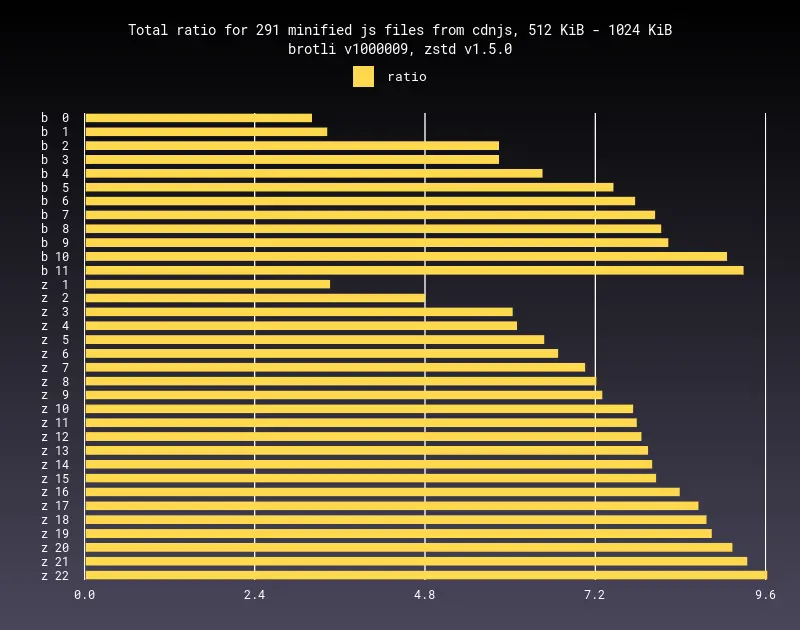 Total ratio for 291 minified js files from cdnjs, 512 KiB - 1024 KiB
brotli v1000009, zstd v1.5.0
ratio
b  0
b  1
b  2
b  3
b  4
b  5
b  6
b  7
b  8
b  9
b 10
b 11
z  1
z  2
z  3
z  4
z  5
z  6
z  7
z  8
z  9
z 10
z 11
z 12
z 13
z 14
z 15
z 16
z 17
z 18
z 19
z 20
z 21
z 22
0.0 2.4 4.8 7.2 9.6